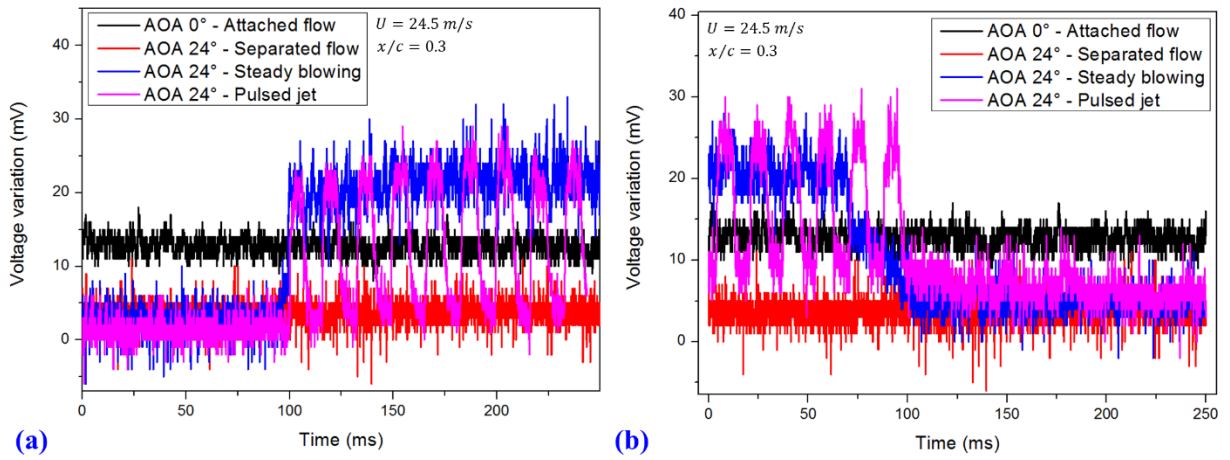 AOA 0° - Attached flow
AOA 24° - Separated flow
AOA 24° - Steady blowing
AOA 24° - Pulsed jet
U = 24.5 m/s
x/c = 0.3
Voltage variation (mV)
40
30
20
10
0
0
50
100
150
200
Time (ms)
(a)
U = 24.5 m/s
x/c = 0.3
AOA 0° - Attached flow
AOA 24° - Separated flow
AOA 24° - Steady blowing
AOA 24° - Pulsed jet
Voltage variation (mV)
40
30
20
10
0
0
50
100
150
200
250
Time (ms)
(b)